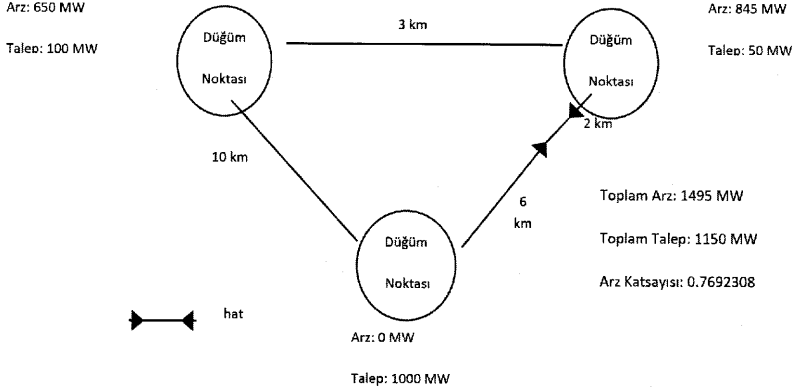 Arz: 650 MW
Talep: 100 MW
Düğüm
Noktası
3 km
Düğüm
Noktası
Arz: 845 MW
Talep: 50 MW
2 km
10 km
6
km
Düğüm
Noktası
Toplam Arz: 1495 MW
Toplam Talep: 1150 MW
Arz Katsayısı: 0.7692308
hat
Arz: 0 MW
Talep: 1000 MW